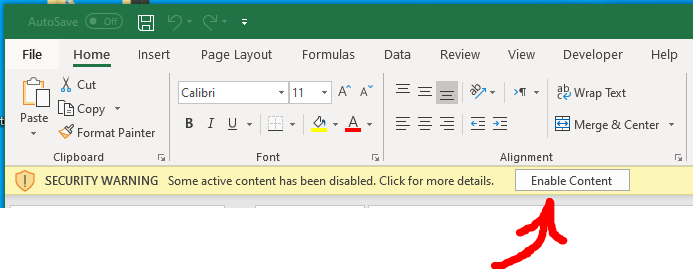 AutoSave Off
File Home Insert Page Layout Formulas Data Review View Developer Help
Paste
Cut
Copy
Format Painter
Clipboard
Calibri 11 A A
B I U A
Font
ab
c
Wrap Text
Merge & Center
Alignment
SECURITY WARNING Some active content has been disabled. Click for more details. Enable Content